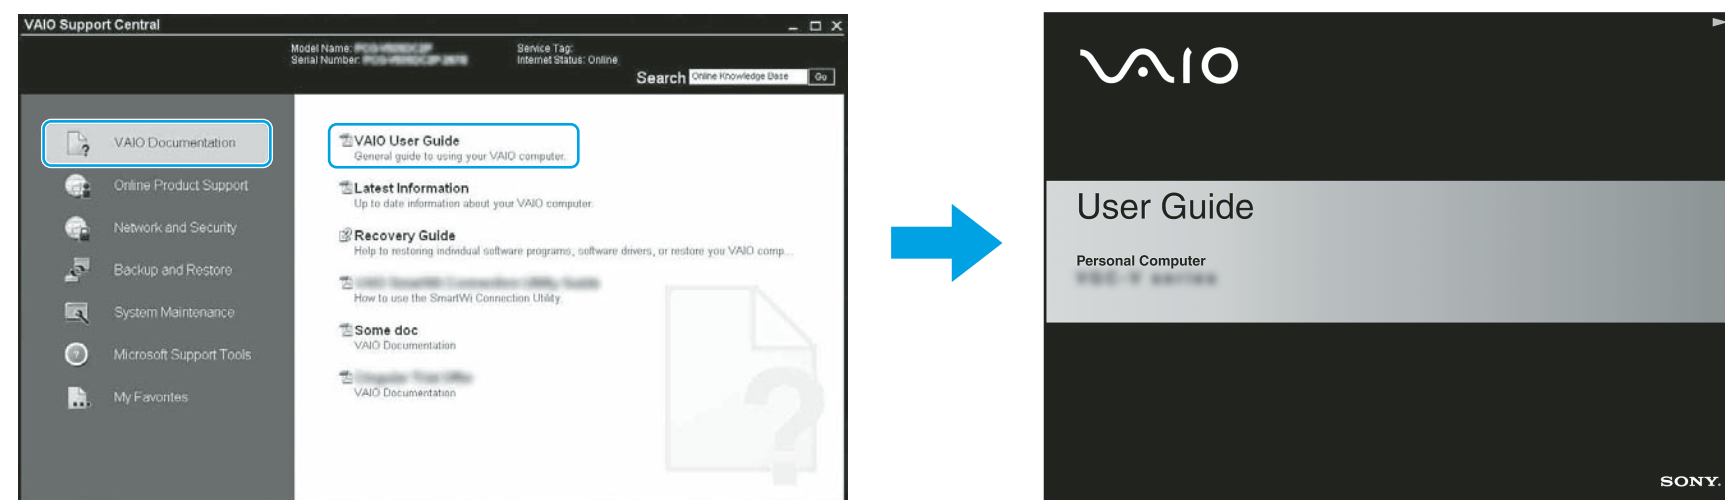 VAIO Support Central
Model Name:
Serial Number:
Service Tag:
Internet Status: Online
Search Online Knowledge Base Go
VAIO Documentation
Online Product Support
Network and Security
Backup and Restore
System Maintenance
Microsoft Support Tools
My Favorites
VAIO User Guide
General guide to using your VAIO computer.
Latest Information
Up to date information about your VAIO computer.
Recovery Guide
Help to restoring individual software programs, software drivers, or restore you VAIO comp...
How to use the SmartWi Connection Utility.
Some doc
VAIO Documentation
VAIO Documentation
VAIO
User Guide
Personal Computer
SONY.